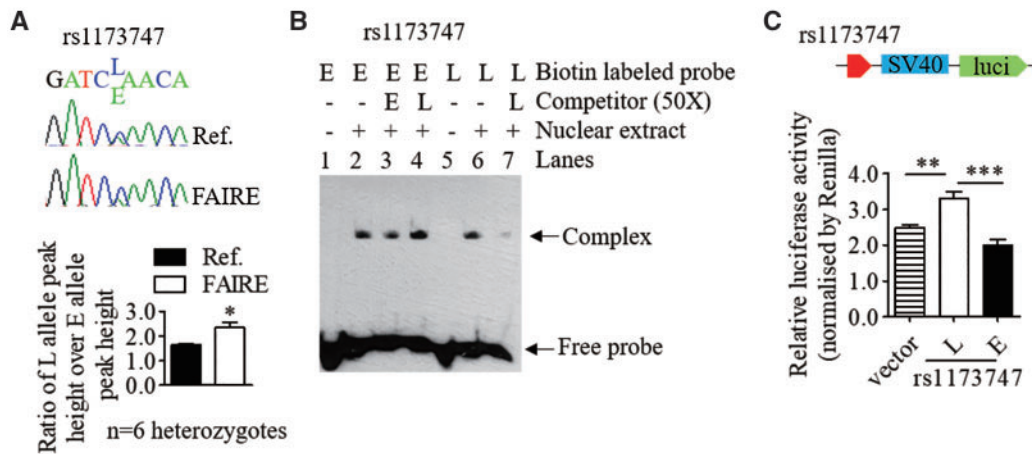 A
rs1173747
GATCLAACA
E
Ref.
FAIRE
Ref.
FAIRE
Ratio of L allele peak
height over E allele
peak height
3.0
2.0
1.0
0.0
*
n=6 heterozygotes
B
rs1173747
E E E E L L L Biotin labeled probe
- - E L - - L Competitor (50X)
- + + + - + + Nuclear extract
1 2 3 4 5 6 7 Lanes
Complex
Free probe
C
rs1173747
SV40 luci
Relative luciferase activity
(normalised by Renilla)
** ***
4.0
3.0
2.0
1.0
0.0
vector L E
rs1173747